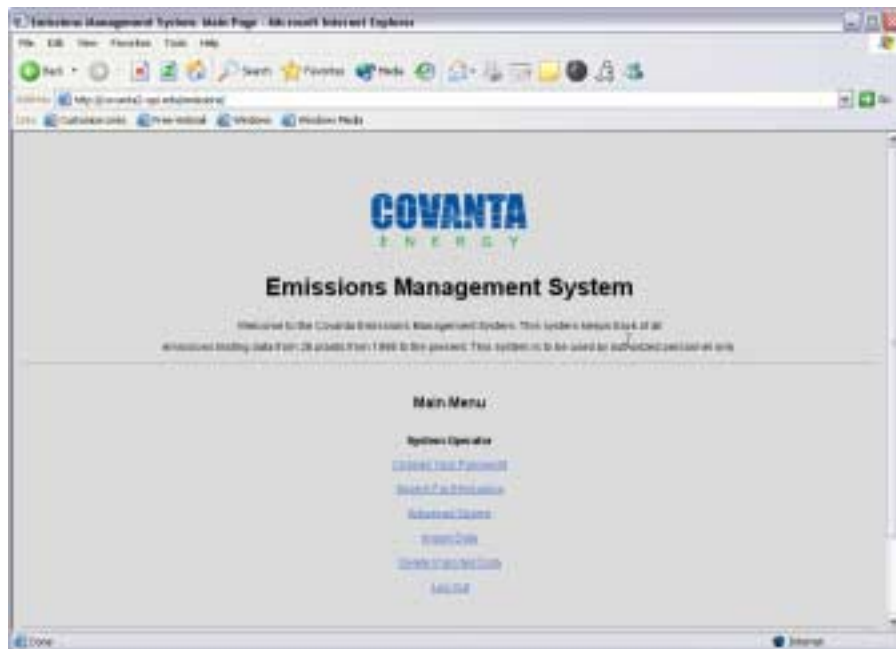 Emissions Management System: Main Page - Microsoft Internet Explorer
File Edit View Favorites Tools Help
Back Search Favorites Media
Address
Links Customize Links Free Hotmail Windows Windows Media
COVANTA
ENERGY
Emissions Management System
Welcome to the Covanta Emissions Management System. This system keeps track of all
emissions testing data from plants from to the present. This system is to be used by authorized personnel only.
Main Menu
System Operator
Change Your Password
Search For Emissions
Advanced
Import Data
Delete Imported Data
Log Out
Done Internet